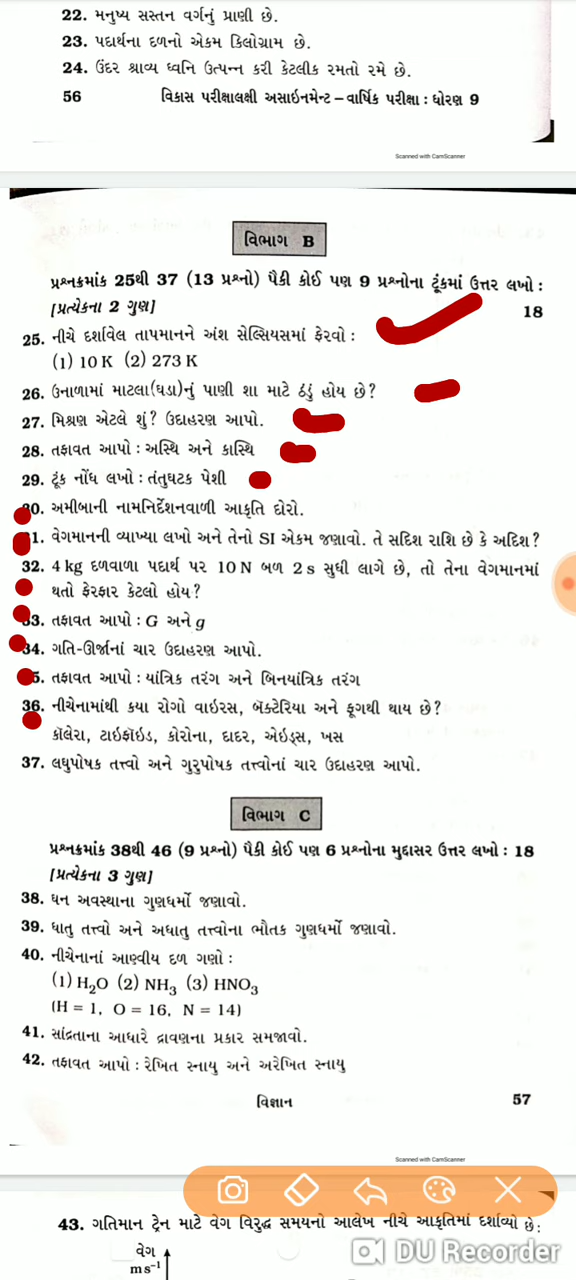 22. મનુષ્ય સસ્તન વર્ગનું પ્રાણી છે.
23. પદાર્થના દળનો એકમ કિલોગ્રામ છે.
24. ઉંદર શ્રાવ્ય ધ્વનિ ઉત્પન્ન કરી કેટલીક રમતો રમે છે.
56 વિકાસ પરીક્ષાલક્ષી અસાઇનમેન્ટ – વાર્ષિક પરીક્ષા : ધોરણ 9
Scanned with CamScanner
વિભાગ B
પ્રશ્નક્રમાંક 25થી 37 (13 પ્રશ્નો) પૈકી કોઈ પણ 9 પ્રશ્નોના ટૂંકમાં ઉત્તર લખો :
[પ્રત્યેકના 2 ગુણ] 18
25. નીચે દર્શાવેલ તાપમાનને અંશ સેલ્સિયસમાં ફેરવો :
(1) 10 K (2) 273 K
26. ઉનાળામાં માટલા(ઘડા)નું પાણી શા માટે ઠંડું હોય છે?
27. મિશ્રણ એટલે શું? ઉદાહરણ આપો.
28. તફાવત આપો : અસ્થિ અને કાસ્થિ
29. ટૂંક નોંધ લખો : તંતુઘટક પેશી
30. અમીબાની નામનિર્દેશનવાળી આકૃતિ દોરો.
1. વેગમાનની વ્યાખ્યા લખો અને તેનો SI એકમ જણાવો. તે સદિશ રાશિ છે કે અદિશ?
32. 4 kg દળવાળા પદાર્થ પર 10 N બળ 2 s સુધી લાગે છે, તો તેના વેગમાનમાં
થતો ફેરફાર કેટલો હોય?
33. તફાવત આપો : G અને g
34. ગતિ-ઊર્જાનાં ચાર ઉદાહરણ આપો.
5. તફાવત આપો : યાંત્રિક તરંગ અને બિનયાંત્રિક તરંગ
36. નીચેનામાંથી કયા રોગો વાઇરસ, બૅક્ટેરિયા અને ફૂગથી થાય છે?
કૉલેરા, ટાઇફૉઇડ, કોરોના, દાદર, એઇડ્સ, ખસ
37. લઘુપોષક તત્ત્વો અને ગુરુપોષક તત્ત્વોનાં ચાર ઉદાહરણ આપો.
વિભાગ C
પ્રશ્નક્રમાંક 38થી 46 (9 પ્રશ્નો) પૈકી કોઈ પણ 6 પ્રશ્નોના મુદ્દાસર ઉત્તર લખો : 18
[પ્રત્યેકના 3 ગુણ]
38. ઘન અવસ્થાના ગુણધર્મો જણાવો.
39. ધાતુ તત્ત્વો અને અધાતુ તત્ત્વોના ભૌતક ગુણધર્મો જણાવો.
40. નીચેનાનાં આણ્વીય દળ ગણો :
(1) H₂O (2) NH₃ (3) HNO₃
(H = 1, O = 16, N = 14)
41. સાંદ્રતાના આધારે દ્રાવણના પ્રકાર સમજાવો.
42. તફાવત આપો : રેખિત સ્નાયુ અને અરેખિત સ્નાયુ
વિજ્ઞાન 57
Scanned with CamScanner
43. ગતિમાન ટ્રેન માટે વેગ વિરુદ્ધ સમયનો આલેખ નીચે આકૃતિમાં દર્શાવ્યો છે :
વેગ
ms⁻¹
DU Recorder